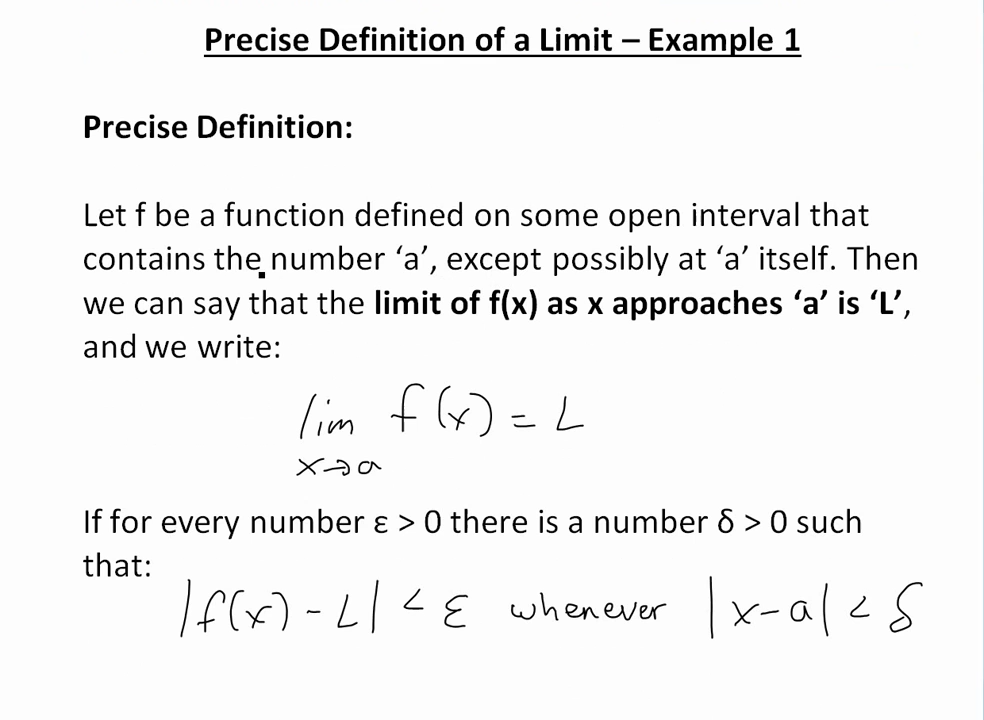 Precise Definition of a Limit – Example 1
Precise Definition:
Let f be a function defined on some open interval that
contains the number ‘a’, except possibly at ‘a’ itself. Then
we can say that the limit of f(x) as x approaches ‘a’ is ‘L’,
and we write:
lim f(x) = L
x→a
If for every number ε > 0 there is a number δ > 0 such
that:
|f(x) - L| < ε whenever |x - a| < δ